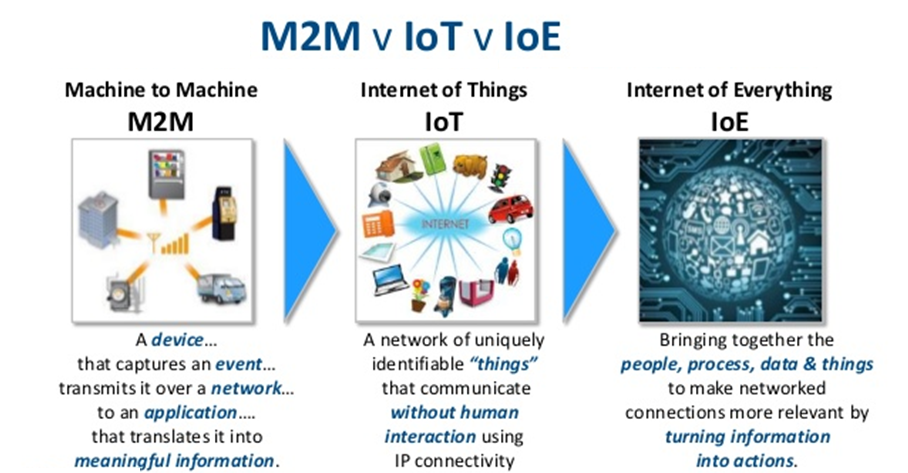 M2M v IoT v IoE
Machine to Machine
M2M
A device...
that captures an event...
transmits it over a network...
to an application....
that translates it into
meaningful information.
Internet of Things
IoT
INTERNET
A network of uniquely
identifiable “things”
that communicate
without human
interaction using
IP connectivity
Internet of Everything
IoE
Bringing together the
people, process, data & things
to make networked
connections more relevant by
turning information
into actions.